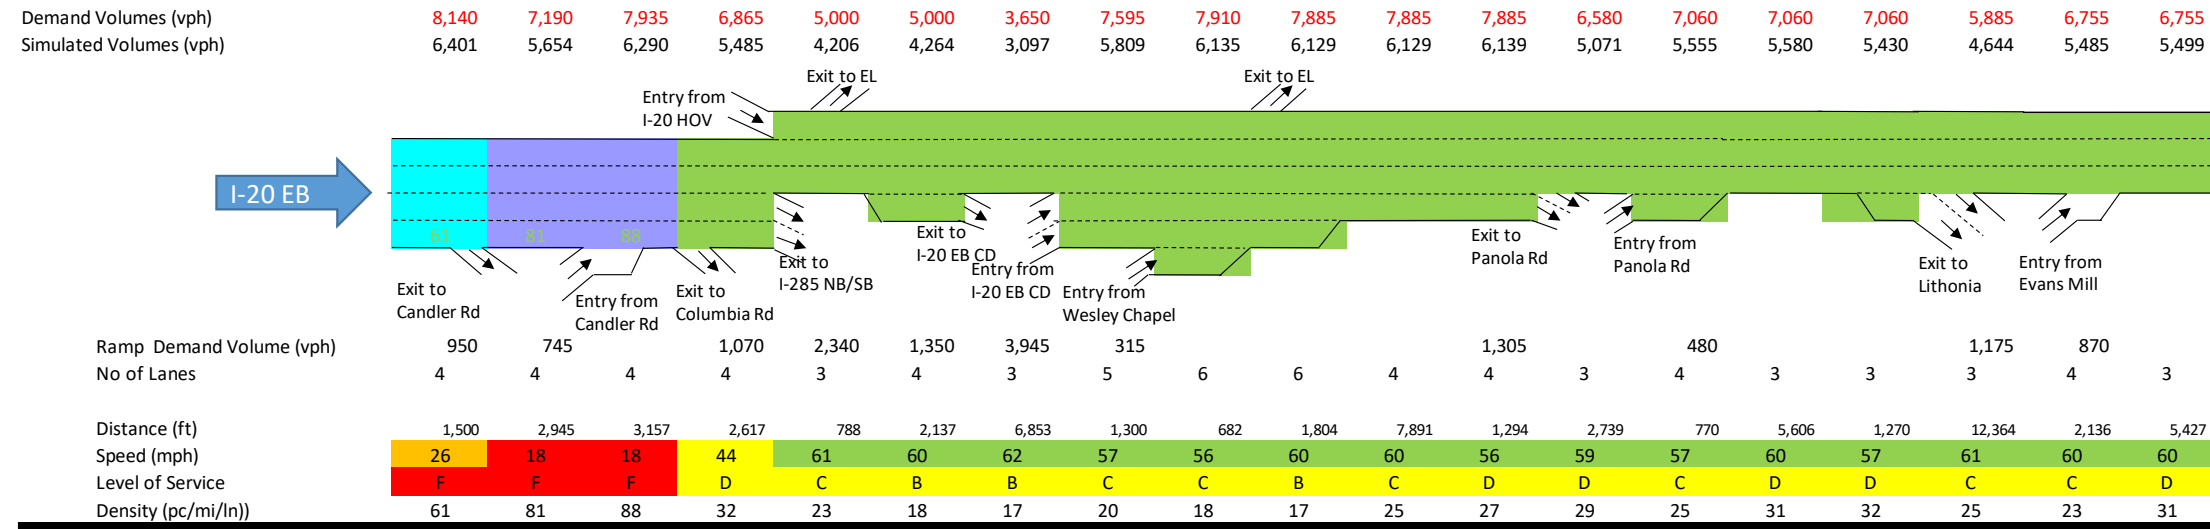 Demand Volumes (vph) 8,140 7,190 7,935 6,865 5,000 5,000 3,650 7,595 7,910 7,885 7,885 7,885 6,580 7,060 7,060 7,060 5,885 6,755 6,755
Simulated Volumes (vph) 6,401 5,654 6,290 5,485 4,206 4,264 3,097 5,809 6,135 6,129 6,129 6,139 5,071 5,555 5,580 5,430 4,644 5,485 5,499
Exit to EL
Exit to EL
Entry from
I-20 HOV
I-20 EB
61 81 88
Exit to
Candler Rd
Entry from
Candler Rd
Exit to
Columbia Rd
Exit to
I-285 NB/SB
Exit to
I-20 EB CD
Entry from
I-20 EB CD
Entry from
Wesley Chapel
Exit to
Panola Rd
Entry from
Panola Rd
Exit to
Lithonia
Entry from
Evans Mill
Ramp Demand Volume (vph) 950 745 1,070 2,340 1,350 3,945 315 1,305 480 1,175 870
No of Lanes 4 4 4 4 3 4 3 5 6 6 4 4 3 4 3 3 3 4 3
Distance (ft) 1,500 2,945 3,157 2,617 788 2,137 6,853 1,300 682 1,804 7,891 1,294 2,739 770 5,606 1,270 12,364 2,136 5,427
Speed (mph) 26 18 18 44 61 60 62 57 56 60 60 56 59 57 60 57 61 60 60
Level of Service F F F D C B B C C B C D D C D D C C D
Density (pc/mi/ln)) 61 81 88 32 23 18 17 20 18 17 25 27 29 25 31 32 25 23 31